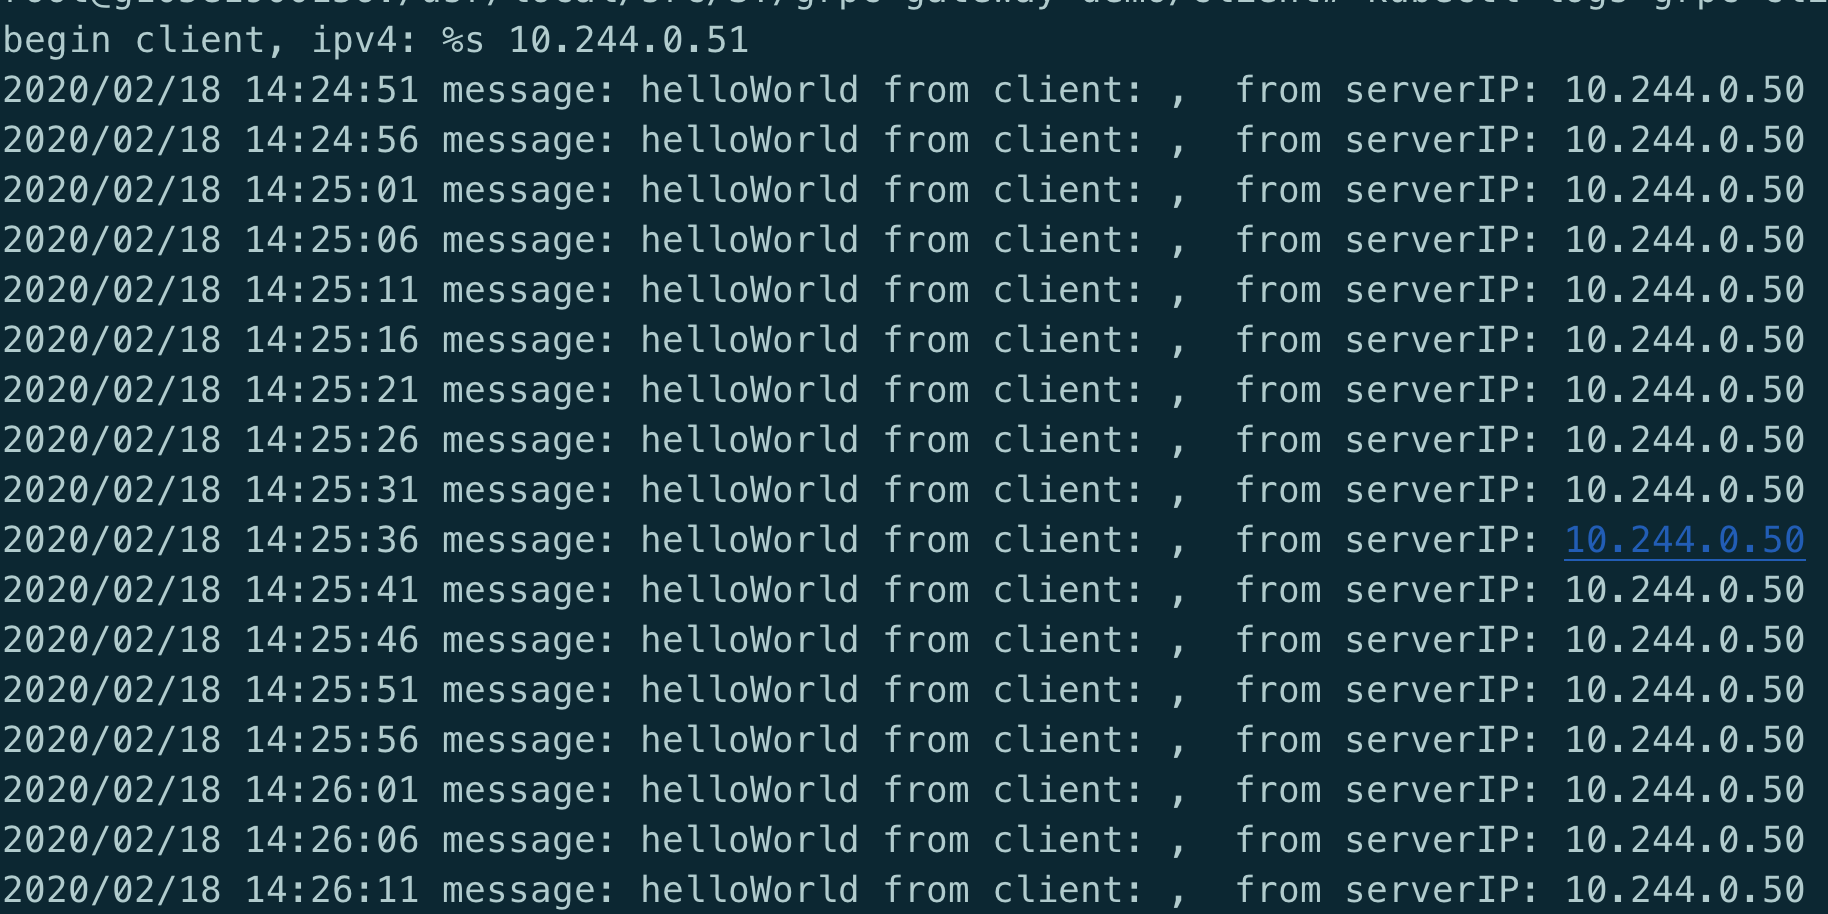 begin client, ipv4: %s 10.244.0.51
2020/02/18 14:24:51 message: helloWorld from client: ,  from serverIP: 10.244.0.50
2020/02/18 14:24:56 message: helloWorld from client: ,  from serverIP: 10.244.0.50
2020/02/18 14:25:01 message: helloWorld from client: ,  from serverIP: 10.244.0.50
2020/02/18 14:25:06 message: helloWorld from client: ,  from serverIP: 10.244.0.50
2020/02/18 14:25:11 message: helloWorld from client: ,  from serverIP: 10.244.0.50
2020/02/18 14:25:16 message: helloWorld from client: ,  from serverIP: 10.244.0.50
2020/02/18 14:25:21 message: helloWorld from client: ,  from serverIP: 10.244.0.50
2020/02/18 14:25:26 message: helloWorld from client: ,  from serverIP: 10.244.0.50
2020/02/18 14:25:31 message: helloWorld from client: ,  from serverIP: 10.244.0.50
2020/02/18 14:25:36 message: helloWorld from client: ,  from serverIP: 10.244.0.50
2020/02/18 14:25:41 message: helloWorld from client: ,  from serverIP: 10.244.0.50
2020/02/18 14:25:46 message: helloWorld from client: ,  from serverIP: 10.244.0.50
2020/02/18 14:25:51 message: helloWorld from client: ,  from serverIP: 10.244.0.50
2020/02/18 14:25:56 message: helloWorld from client: ,  from serverIP: 10.244.0.50
2020/02/18 14:26:01 message: helloWorld from client: ,  from serverIP: 10.244.0.50
2020/02/18 14:26:06 message: helloWorld from client: ,  from serverIP: 10.244.0.50
2020/02/18 14:26:11 message: helloWorld from client: ,  from serverIP: 10.244.0.50